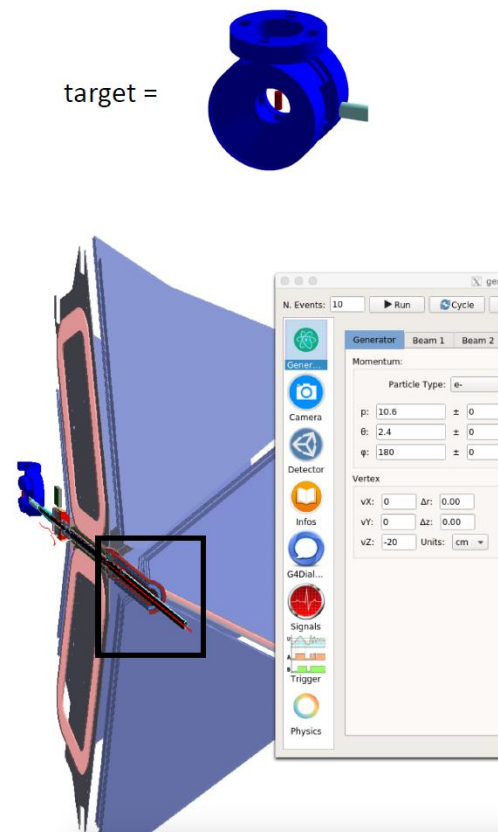 target =
gen
N. Events: 10 Run Cycle
Gener...
Camera
Detector
Infos
G4Dial...
Signals
Trigger
Physics
Generator Beam 1 Beam 2
Momentum:
Particle Type: e-
p: 10.6 ± 0
θ: 2.4 ± 0
φ: 180 ± 0
Vertex
vX: 0 Δr: 0.00
vY: 0 Δz: 0.00
vZ: -20 Units: cm